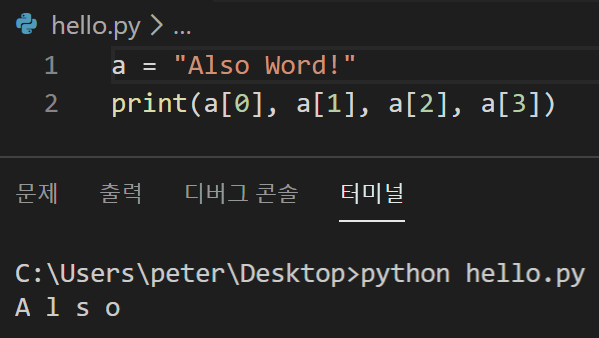 hello.py > ...
1 a = "Also Word!"
2 print(a[0], a[1], a[2], a[3])
문제 출력 디버그 콘솔 터미널
C:\Users\peter\Desktop>python hello.py
A l s o